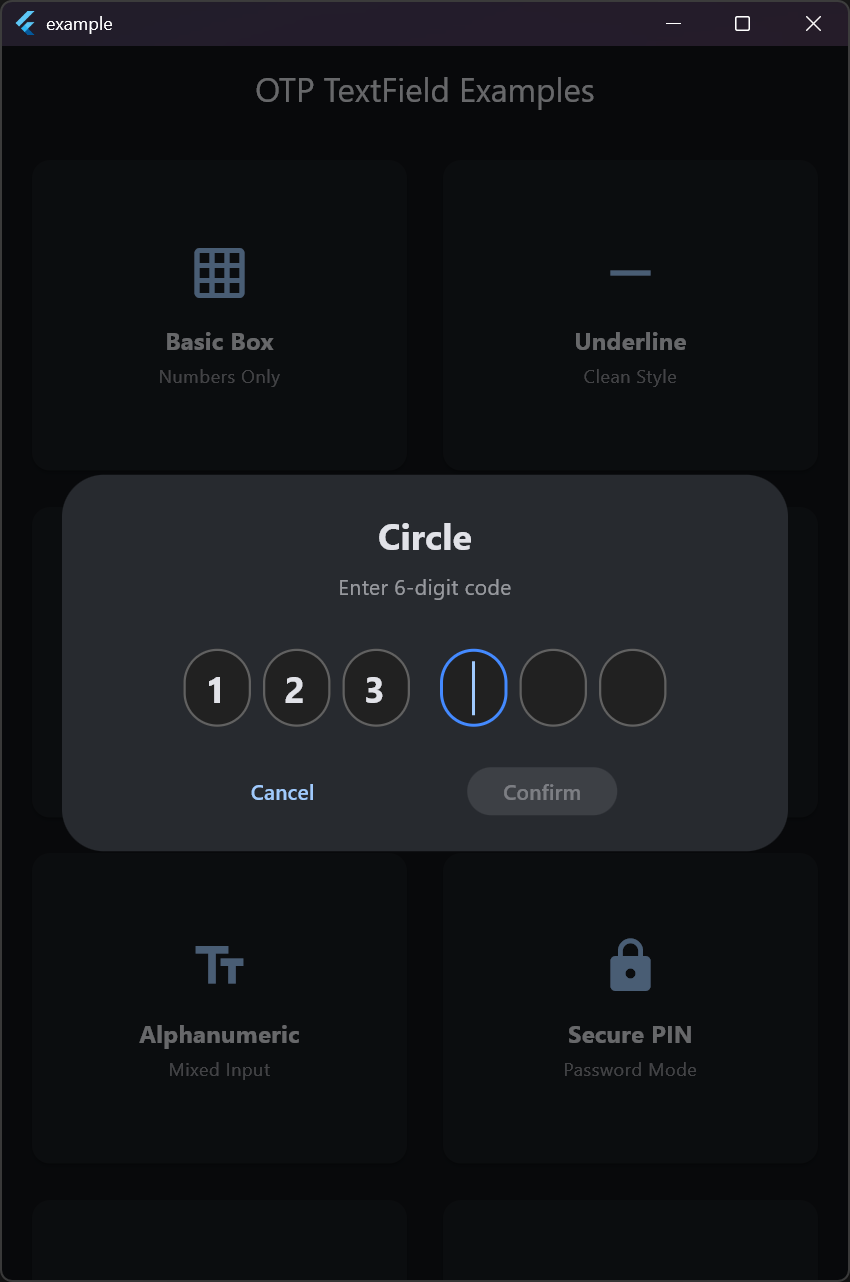 example
OTP TextField Examples
Basic Box
Numbers Only
Underline
Clean Style
Circle
Enter 6-digit code
1 2 3
Cancel
Confirm
Alphanumeric
Mixed Input
Secure PIN
Password Mode